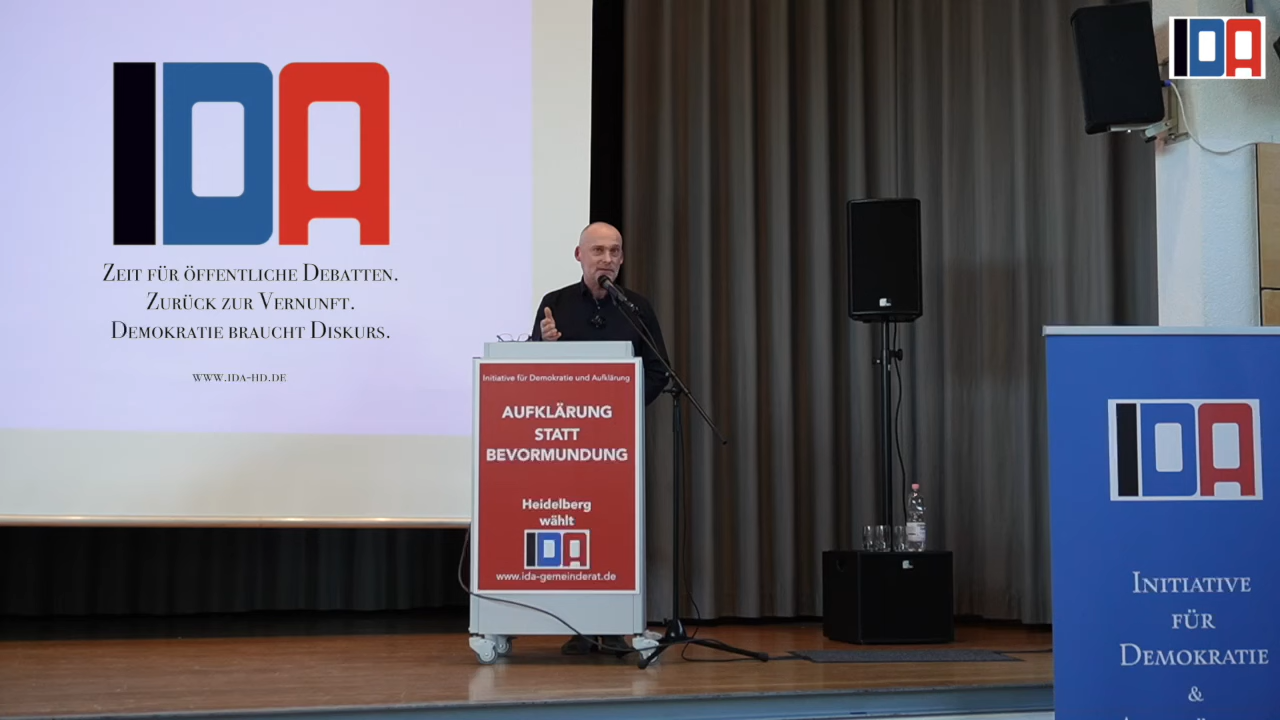 IDA
IDA
Zeit für öffentliche Debatten.
Zurück zur Vernunft.
Demokratie braucht Diskurs.
www.ida-hd.de
Initiative für Demokratie und Aufklärung
AUFKLÄRUNG
STATT
BEVORMUNDUNG
Heidelberg
wählt
IDA
www.ida-gemeinderat.de
IDA
Initiative
für
Demokratie
&